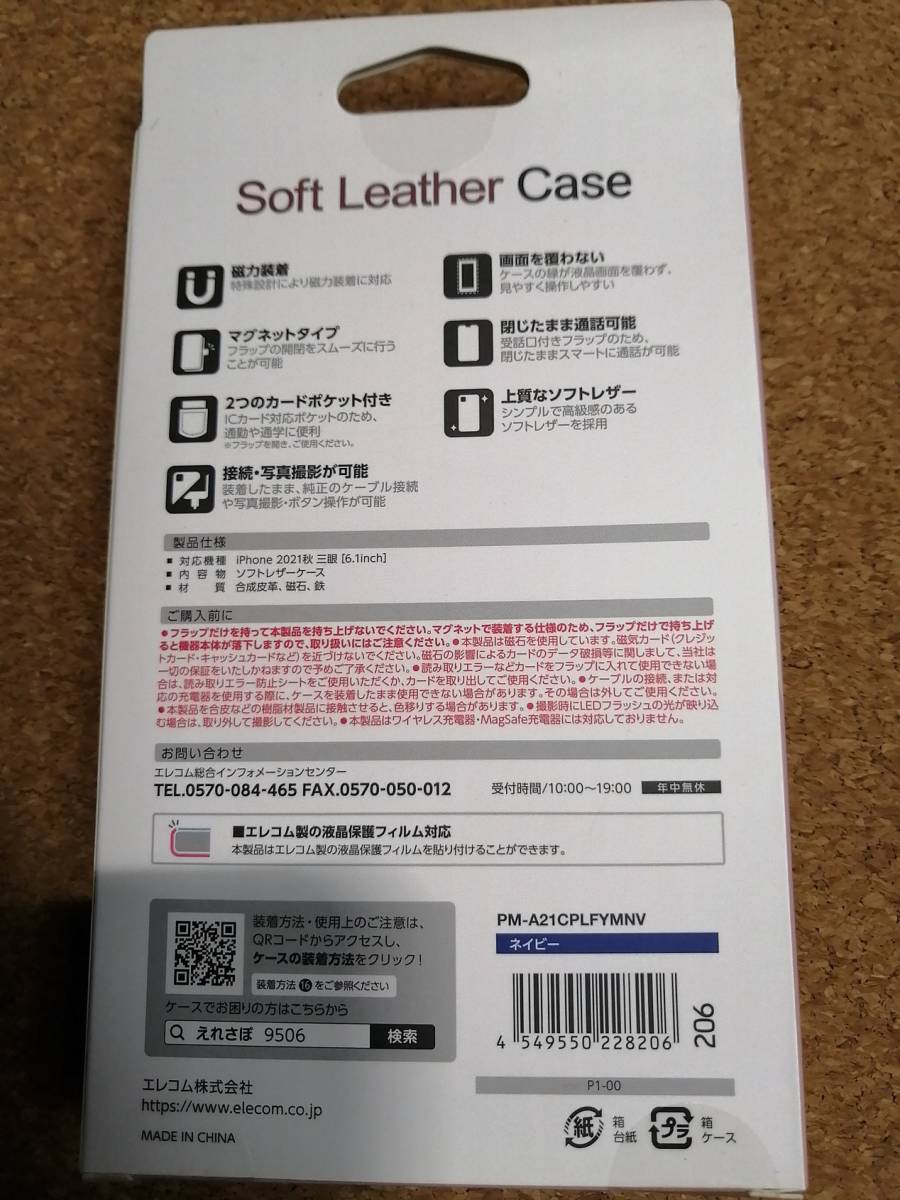 Soft Leather Case
磁力装着
特殊設計により磁力装着に対応
マグネットタイプ
フラップの開閉をスムーズに行う
ことが可能
2つのカードポケット付き
ICカード対応ポケットのため、
通勤や通学に便利
※フラップを開き、ご使用ください。
接続・写真撮影が可能
装着したまま、純正のケーブル接続
や写真撮影・ボタン操作が可能
画面を覆わない
ケースの縁が液晶画面を覆わず、
見やすく操作しやすい
閉じたまま通話可能
受話口付きフラップのため、
閉じたままスマートに通話が可能
上質なソフトレザー
シンプルで高級感のある
ソフトレザーを採用
製品仕様
■ 対応機種 iPhone 2021秋 三眼 [6.1inch]
■ 内容物 ソフトレザーケース
■ 材質 合成皮革、磁石、鉄
ご購入前に
●フラップだけを持って本製品を持ち上げないでください。マグネットで装着する仕様のため、フラップだけで持ち上げ
ると機器本体が落下しますので、取り扱いにはご注意ください。●本製品は磁石を使用しています。磁気カード(クレジッ
トカード・キャッシュカードなど)を近づけないでください。磁石の影響によるカードのデータ破損等に関しまして、当社は
一切の保証をいたしかねますので予めご了承ください。●読み取りエラーなどカードをフラップに入れて使用できない場
合は、読み取りエラー防止シートをご使用いただくか、カードを取り出してご使用ください。●ケーブルの接続、または対
応の充電器を使用する際に、ケースを装着したまま使用できない場合があります。その場合は外してご使用ください。
●本製品を合皮などの樹脂材製品に接触させると、色移りする場合があります。●撮影時にLEDフラッシュの光が映り込
む場合は、取り外して撮影してください。●本製品はワイヤレス充電器・MagSafe充電器には対応しておりません。
お問い合わせ
エレコム総合インフォメーションセンター
TEL.0570-084-465 FAX.0570-050-012 受付時間/10:00〜19:00 年中無休
■エレコム製の液晶保護フィルム対応
本製品はエレコム製の液晶保護フィルムを貼り付けることができます。
装着方法・使用上のご注意は、
QRコードからアクセスし、
ケースの装着方法をクリック!
装着方法 16 をご参照ください
ケースでお困りの方はこちらから
えれさぽ 9506 検索
エレコム株式会社
https://www.elecom.co.jp
MADE IN CHINA
PM-A21CPLFYMNV
ネイビー
4 549550 228206
206
P1-00
紙 箱 台紙
プラ 箱 ケース